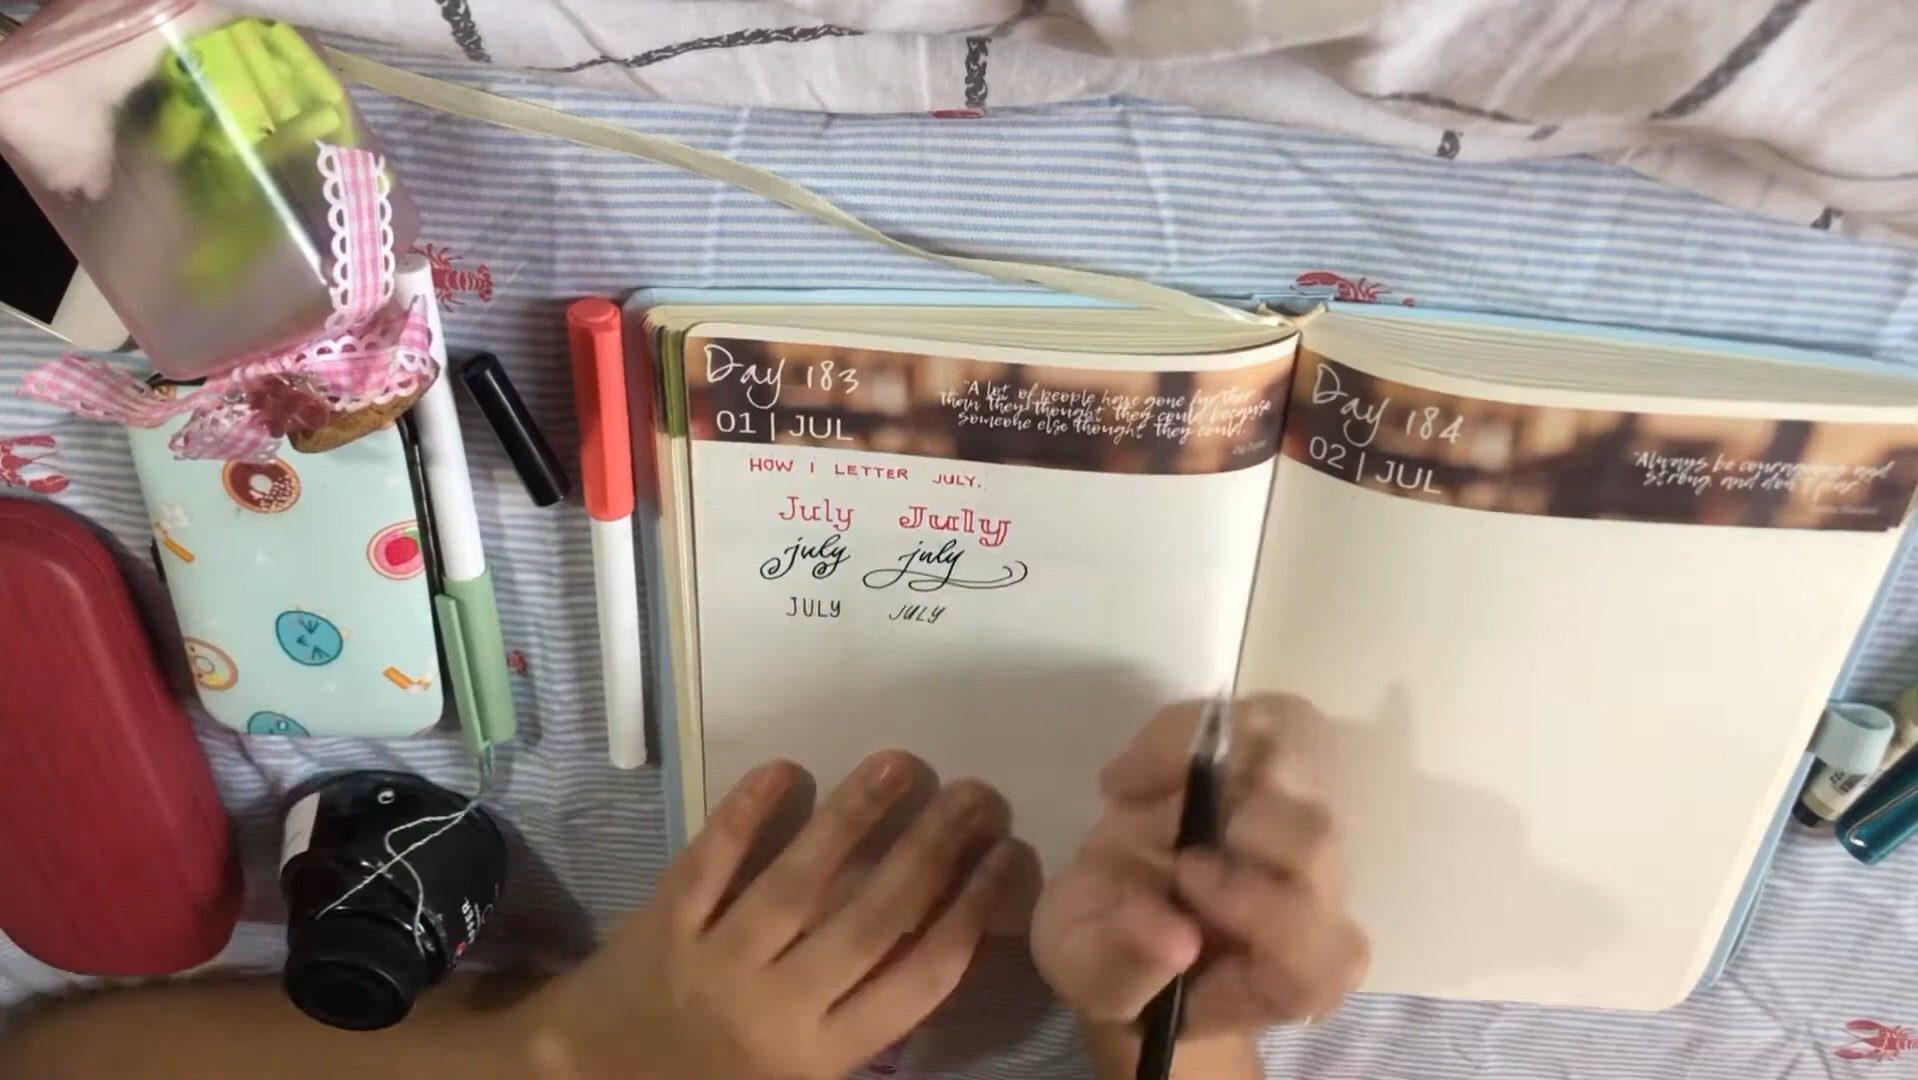 Day 183
01 | JUL
"A lot of people have gone further
than they thought they could because
someone else thought they could."
HOW I LETTER JULY.
July July
july july
JULY JULY
Day 184
02 | JUL
"Always be courageous and
strong, and don't fear."